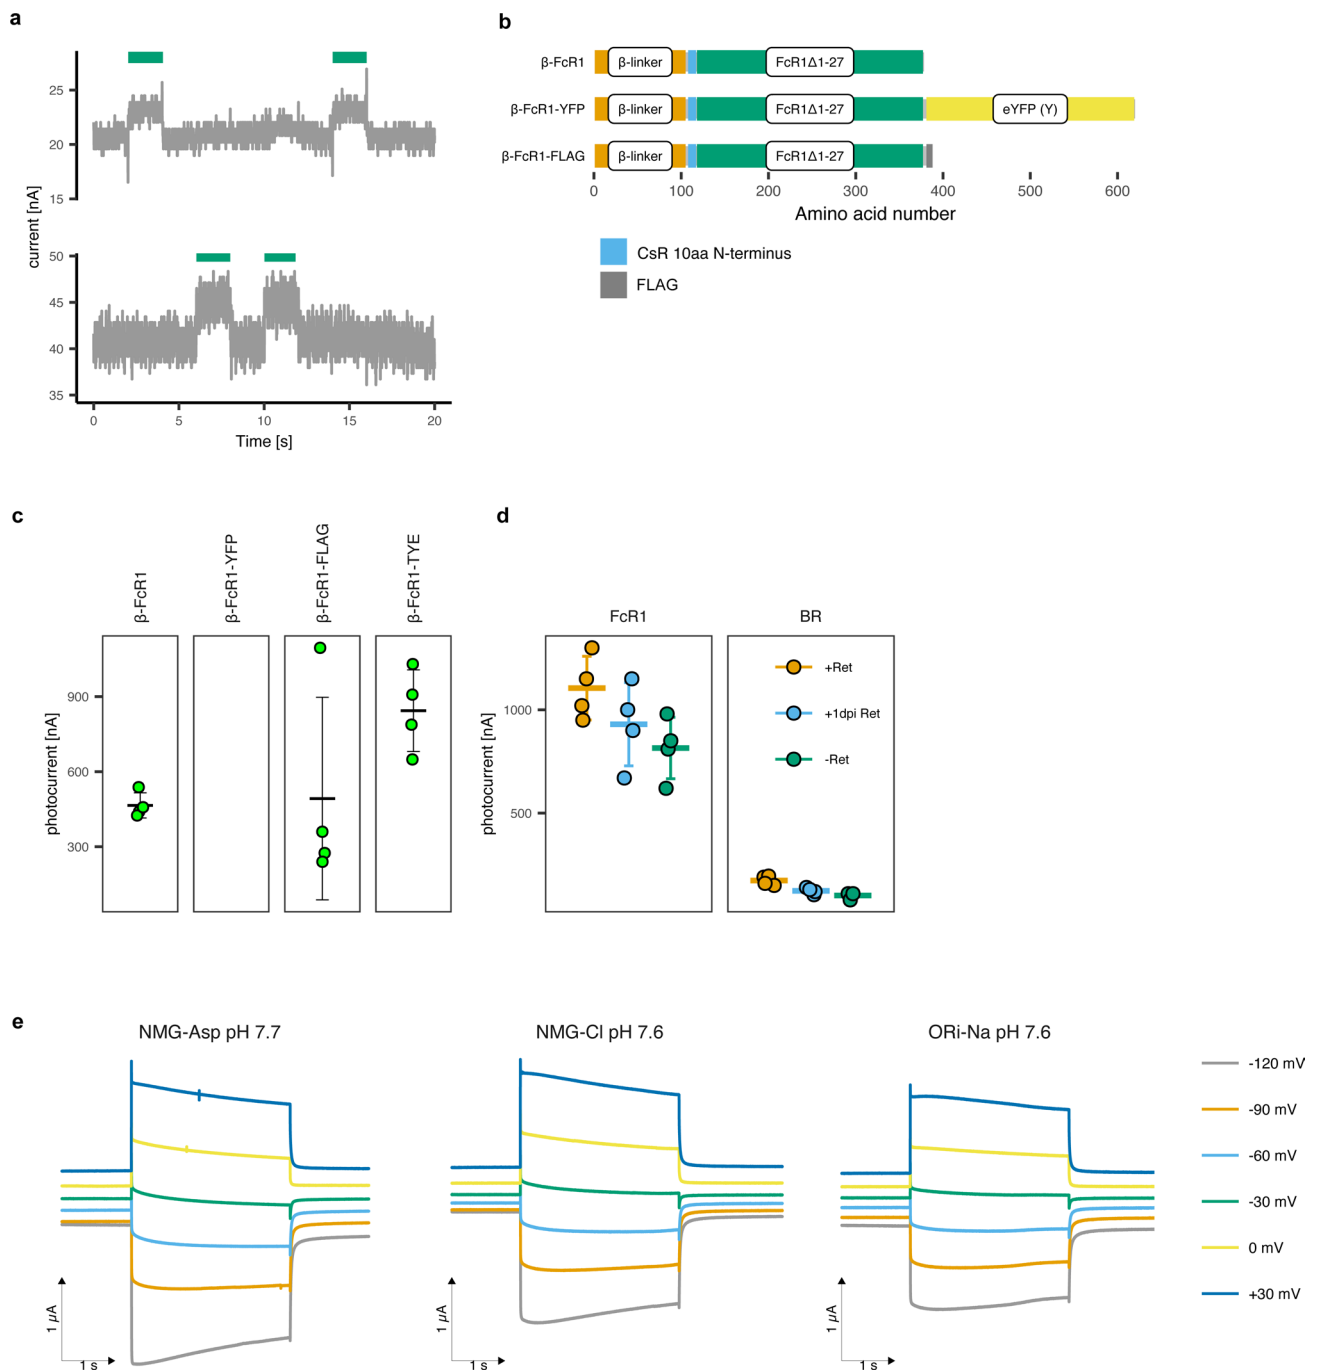 a
25
20
15
50
45
40
35
current [nA]
0 5 10 15 20
Time [s]
b
β-FcR1 β-linker FcR1Δ1-27
β-FcR1-YFP β-linker FcR1Δ1-27 eYFP (Y)
β-FcR1-FLAG β-linker FcR1Δ1-27
0 100 200 300 400 500 600
Amino acid number
CsR 10aa N-terminus
FLAG
c
β-FcR1
β-FcR1-YFP
β-FcR1-FLAG
β-FcR1-TYE
900
600
300
photocurrent [nA]
d
FcR1 BR
1000
500
photocurrent [nA]
+Ret
+1dpi Ret
-Ret
e
NMG-Asp pH 7.7
NMG-Cl pH 7.6
ORi-Na pH 7.6
1 µA
1 s
1 µA
1 s
1 µA
1 s
-120 mV
-90 mV
-60 mV
-30 mV
0 mV
+30 mV